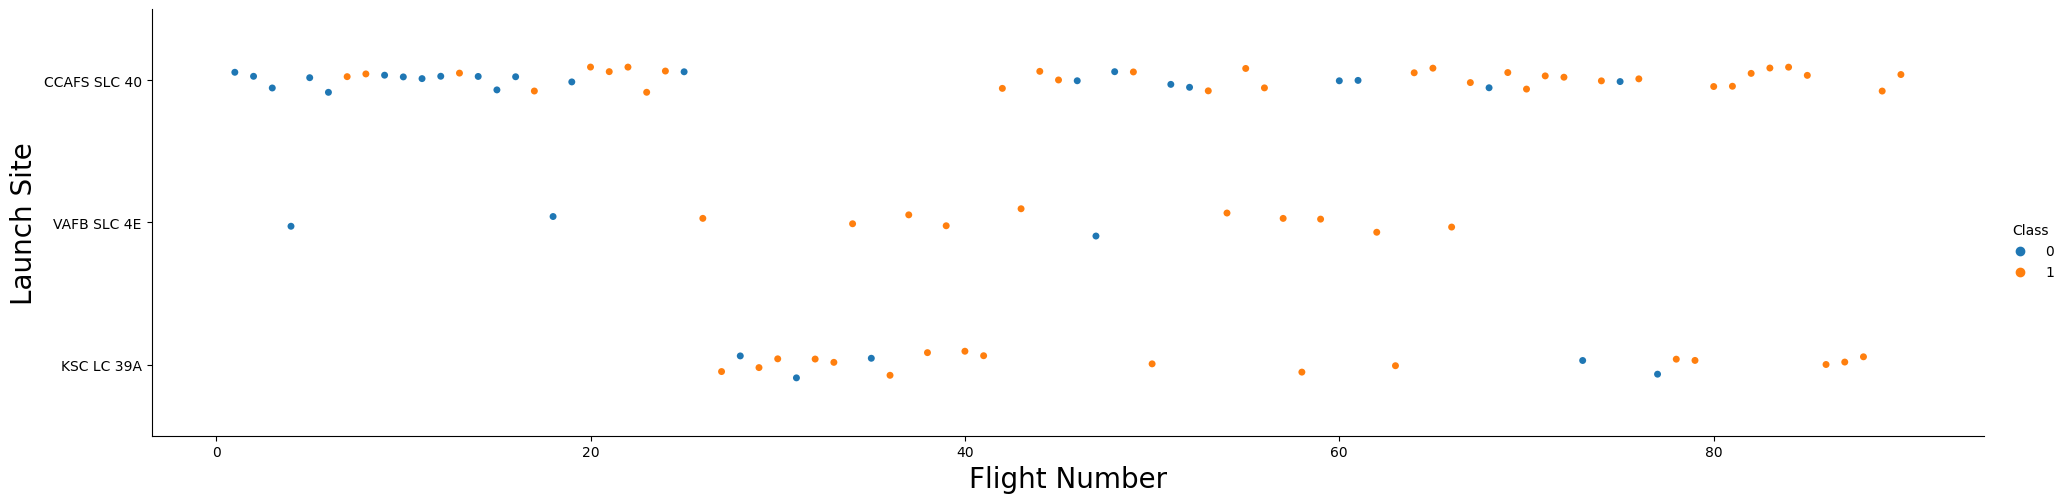 Launch Site
CCAFS SLC 40
VAFB SLC 4E
KSC LC 39A
0
20
40
60
80
Flight Number
Class
0
1